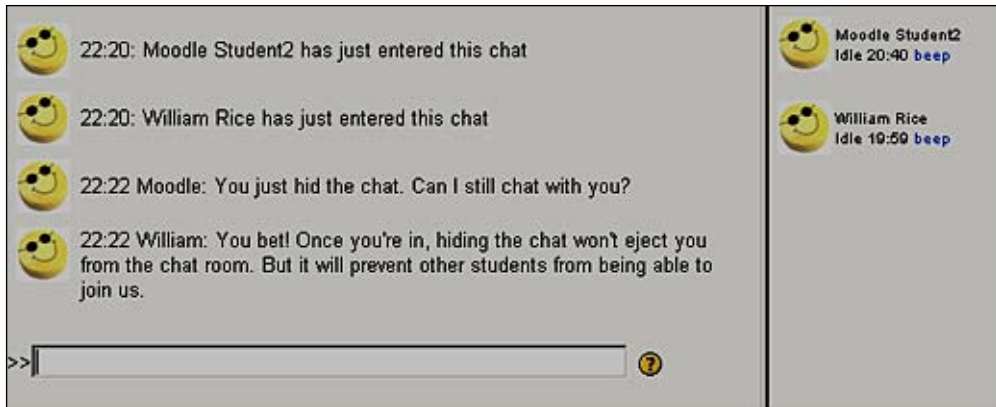 22:20: Moodle Student2 has just entered this chat
22:20: William Rice has just entered this chat
22:22 Moodle: You just hid the chat. Can I still chat with you?
22:22 William: You bet! Once you're in, hiding the chat won't eject you
from the chat room. But it will prevent other students from being able to
join us.
>>
?
Moodle Student2
Idle 20:40 beep
William Rice
Idle 19:59 beep